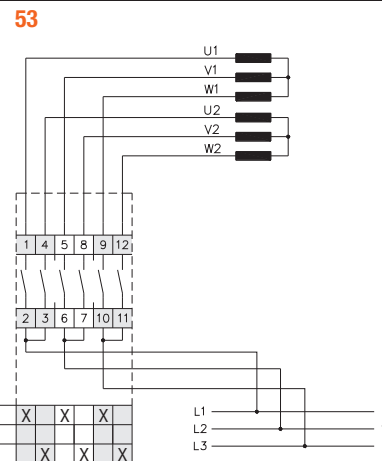 53
U1
V1
W1
U2
V2
W2
1 4 5 8 9 12
2 3 6 7 10 11
X X X
L1
L2
L3
X X X